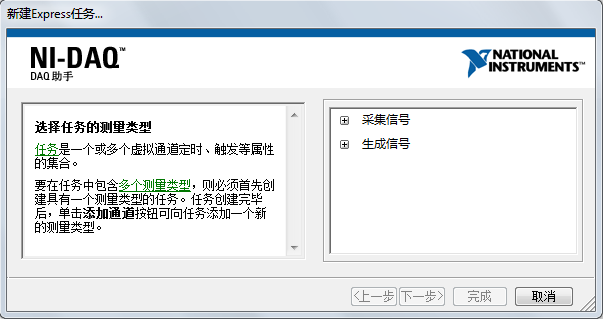 新建Express任务...
NI-DAQ™
DAQ 助手
NATIONAL
INSTRUMENTS™
选择任务的测量类型
任务是一个或多个虚拟通道定时、触发等属性
的集合。
要在任务中包含多个测量类型，则必须首先创
建具有一个测量类型的任务。任务创建完毕
后，单击添加通道按钮可向任务添加一个新
的测量类型。
采集信号
生成信号
<上一步
下一步>
完成
取消